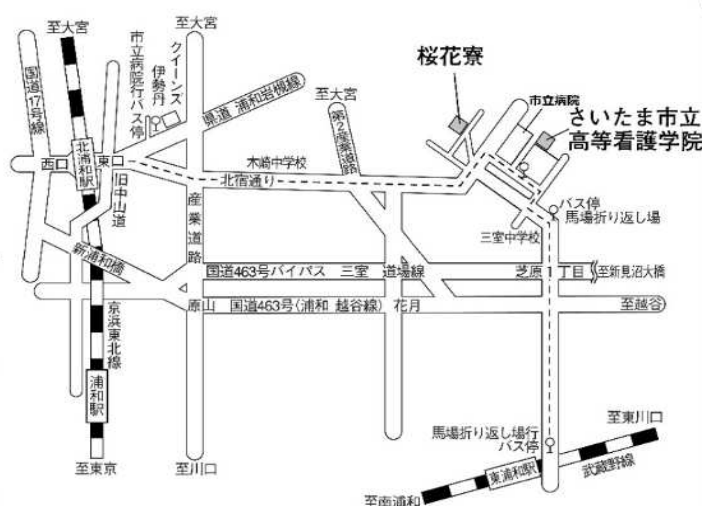 至大宮
国道17号線
北浦和駅
西口
東口
市立病院行バス停
伊勢丹
クイーンズ
至大宮
県道 浦和岩槻線
旧中山道
新浦和橋
京浜東北線
浦和駅
至東京
産業道路
北宿通り
木崎中学校
至大宮
第2産業道路
桜花寮
市立病院
さいたま市立
高等看護学院
バス停
馬場折り返し場
三室中学校
国道463号バイパス 三室 道場線
芝原1丁目
至新見沼大橋
原山 国道463号(浦和 越谷線) 花月
至越谷
至川口
馬場折り返し場行
バス停
至東川口
東浦和駅
武蔵野線
至南浦和